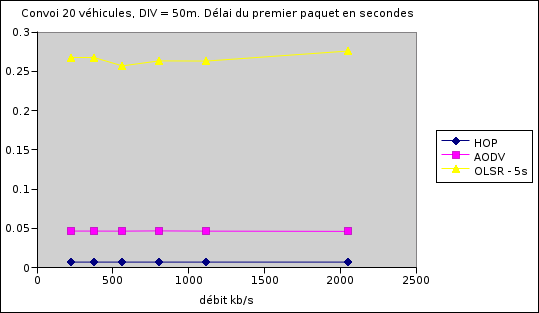 Convoi 20 véhicules, DIV = 50m. Délai du premier paquet en secondes
0.3
0.25
0.2
0.15
0.1
0.05
0
0 500 1000 1500 2000 2500
débit kb/s
HOP
AODV
OLSR - 5s